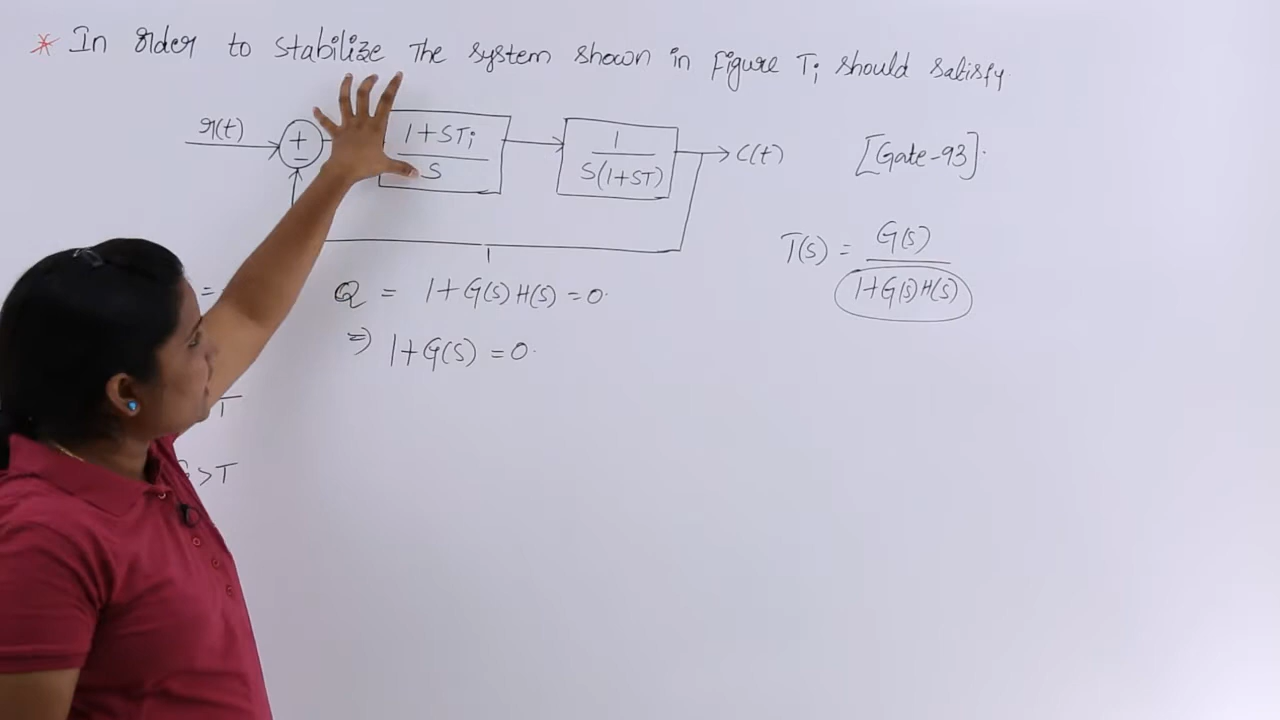 * In order to stabilize the system shown in figure Ti should satisfy.
r(t) + - 1+STi / S 1 / S(1+ST) C(t) [Gate-93].
1
T(S) = G(S) / 1+G(S)H(S)
= Q = 1+G(S)H(S) = 0.
=> 1+G(S) = 0.
T
>T